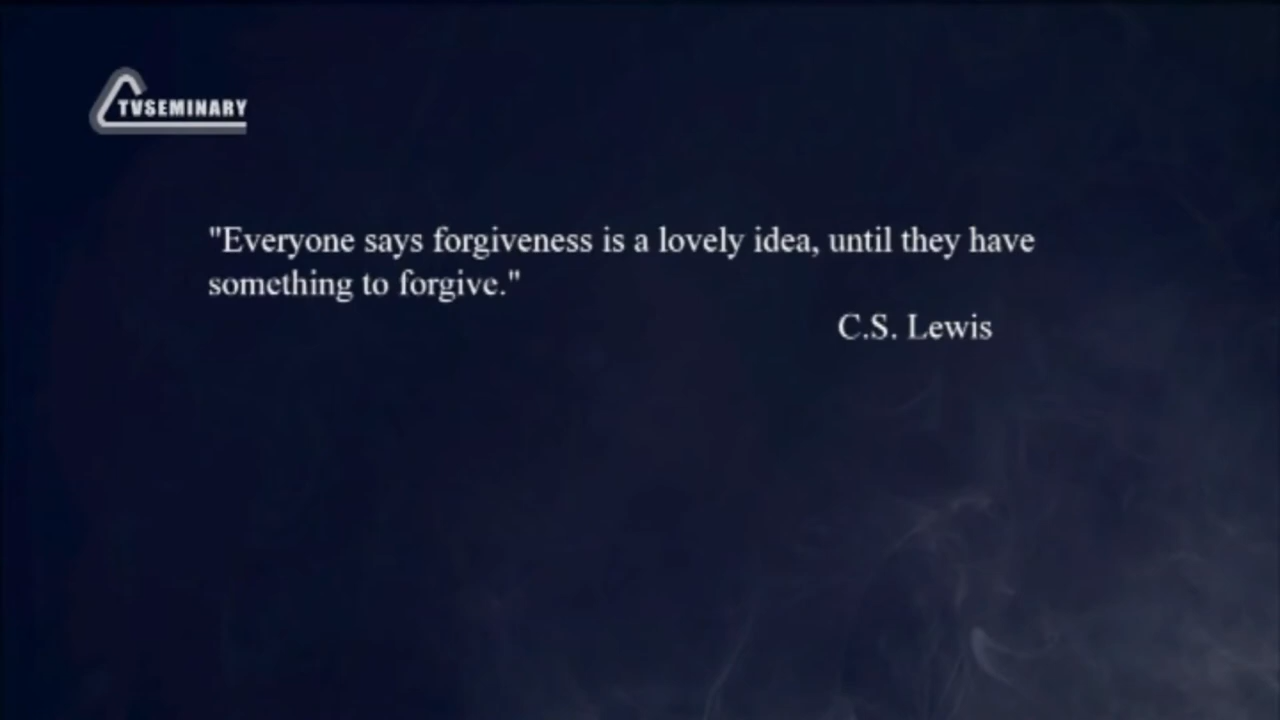 TVSEMINARY
"Everyone says forgiveness is a lovely idea, until they have
something to forgive."
C.S. Lewis